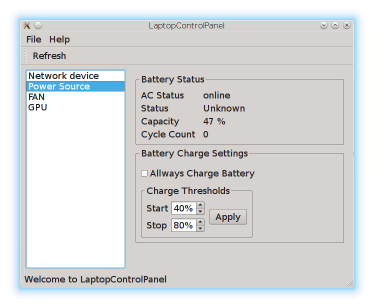 LaptopControlPanel
File Help
Refresh
Network device
Power Source
FAN
GPU
Battery Status
AC Status online
Status Unknown
Capacity 47 %
Cycle Count 0
Battery Charge Settings
Allways Charge Battery
Charge Thresholds
Start 40%
Stop 80%
Apply
Welcome to LaptopControlPanel